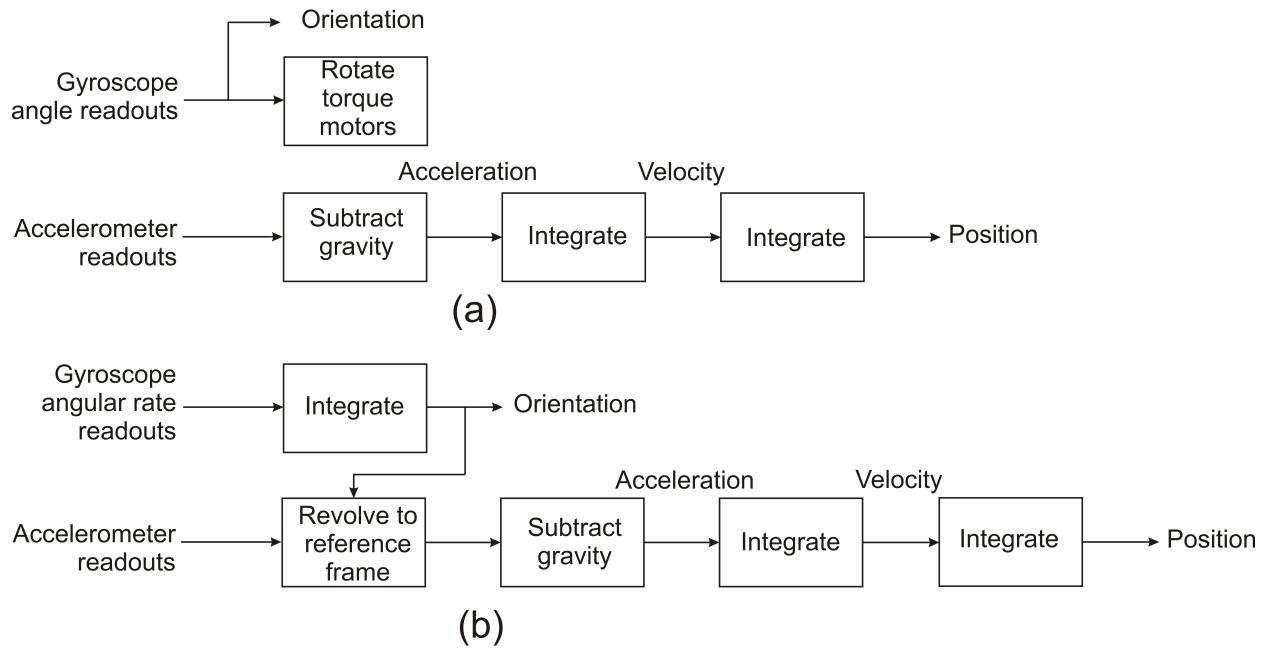 Orientation
Gyroscope
angle readouts
Rotate
torque
motors
Acceleration
Velocity
Accelerometer
readouts
Subtract
gravity
Integrate
Integrate
Position
(a)
Gyroscope
angular rate
readouts
Integrate
Orientation
Acceleration
Velocity
Accelerometer
readouts
Revolve to
reference
frame
Subtract
gravity
Integrate
Integrate
Position
(b)